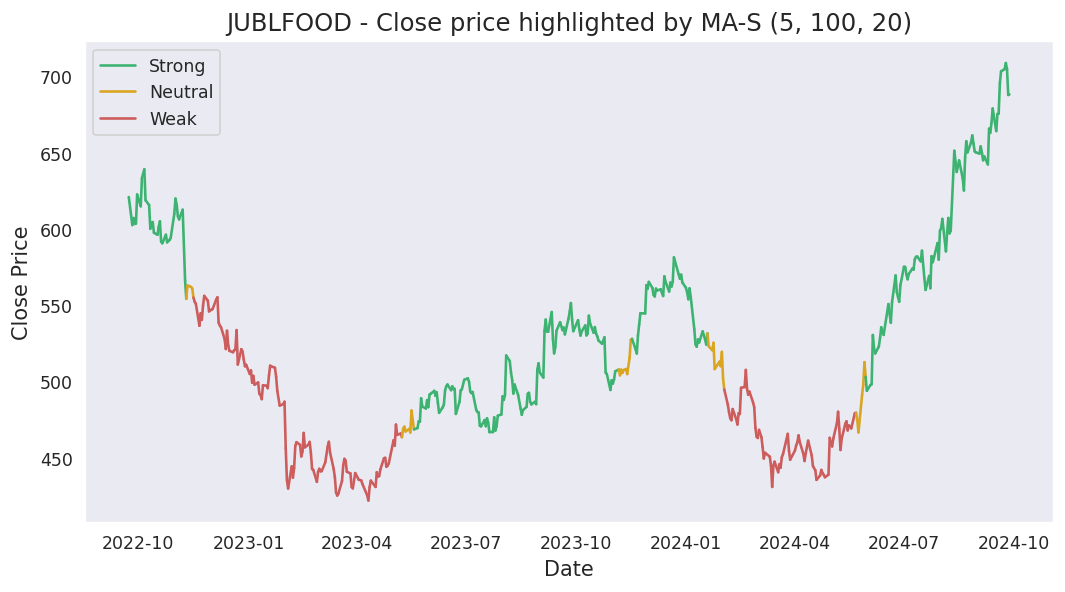 JUBLFOOD - Close price highlighted by MA-S (5, 100, 20)
Strong
Neutral
Weak
700
650
600
550
500
450
Close Price
2022-10 2023-01 2023-04 2023-07 2023-10 2024-01 2024-04 2024-07 2024-10
Date